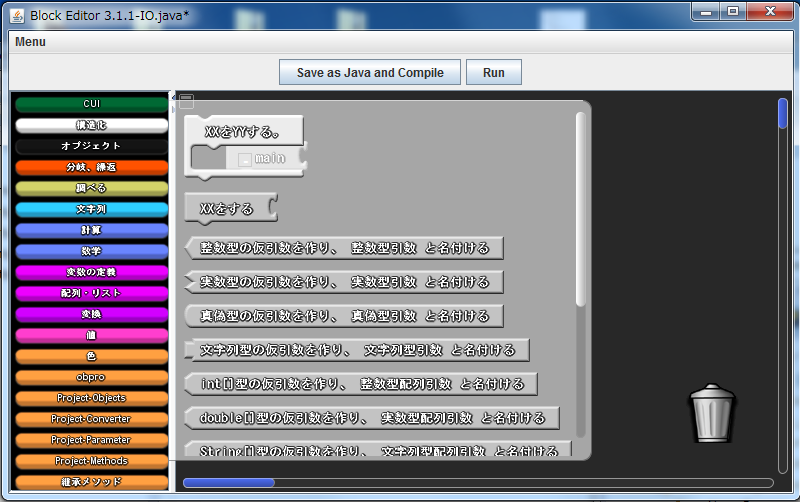 Block Editor 3.1.1-IO.java*
Menu
Save as Java and Compile
Run
CUI
構造化
オブジェクト
分岐、繰返
調べる
文字列
計算
数学
変数の定義
配列・リスト
変換
値
色
obpro
Project-Objects
Project-Converter
Project-Parameter
Project-Methods
継承メソッド
XXをYYする。
main
XXをする
整数型の仮引数を作り、 整数型引数 と名付ける
実数型の仮引数を作り、 実数型引数 と名付ける
真偽型の仮引数を作り、 真偽型引数 と名付ける
文字列型の仮引数を作り、 文字列型引数 と名付ける
int[]型の仮引数を作り、 整数型配列引数 と名付ける
double[]型の仮引数を作り、 実数型配列引数 と名付ける
String[]型の仮引数を作り、 文字列型配列引数 と名付ける